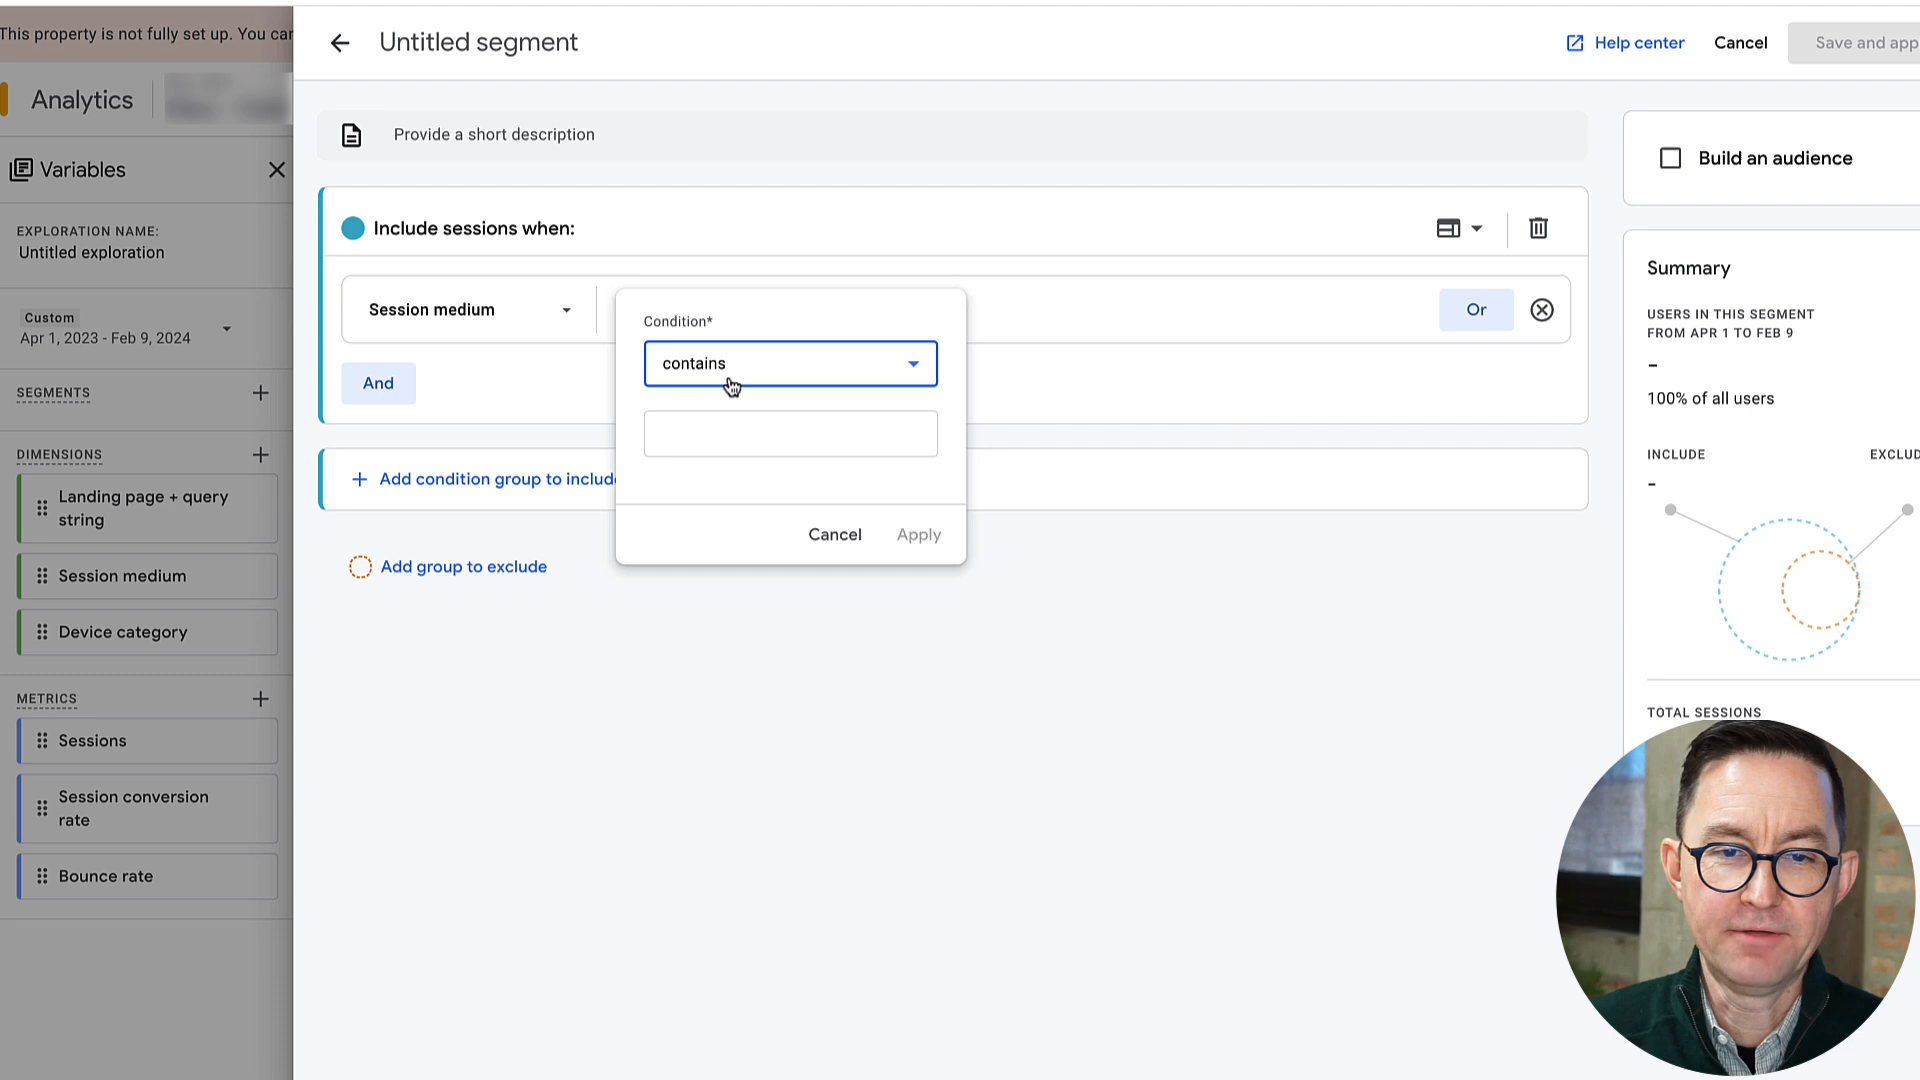 This property is not fully set up. You can
Untitled segment
Help center
Cancel
Save and app
Analytics
Provide a short description
Build an audience
Variables
EXPLORATION NAME:
Untitled exploration
Include sessions when:
Summary
Custom
Apr 1, 2023 - Feb 9, 2024
Session medium
Condition*
contains
Or
USERS IN THIS SEGMENT
FROM APR 1 TO FEB 9
-
100% of all users
And
SEGMENTS
DIMENSIONS
Landing page + query
string
Session medium
Device category
Add condition group to include
Cancel
Apply
Add group to exclude
INCLUDE
EXCLUD
-
METRICS
Sessions
Session conversion
rate
Bounce rate
TOTAL SESSIONS